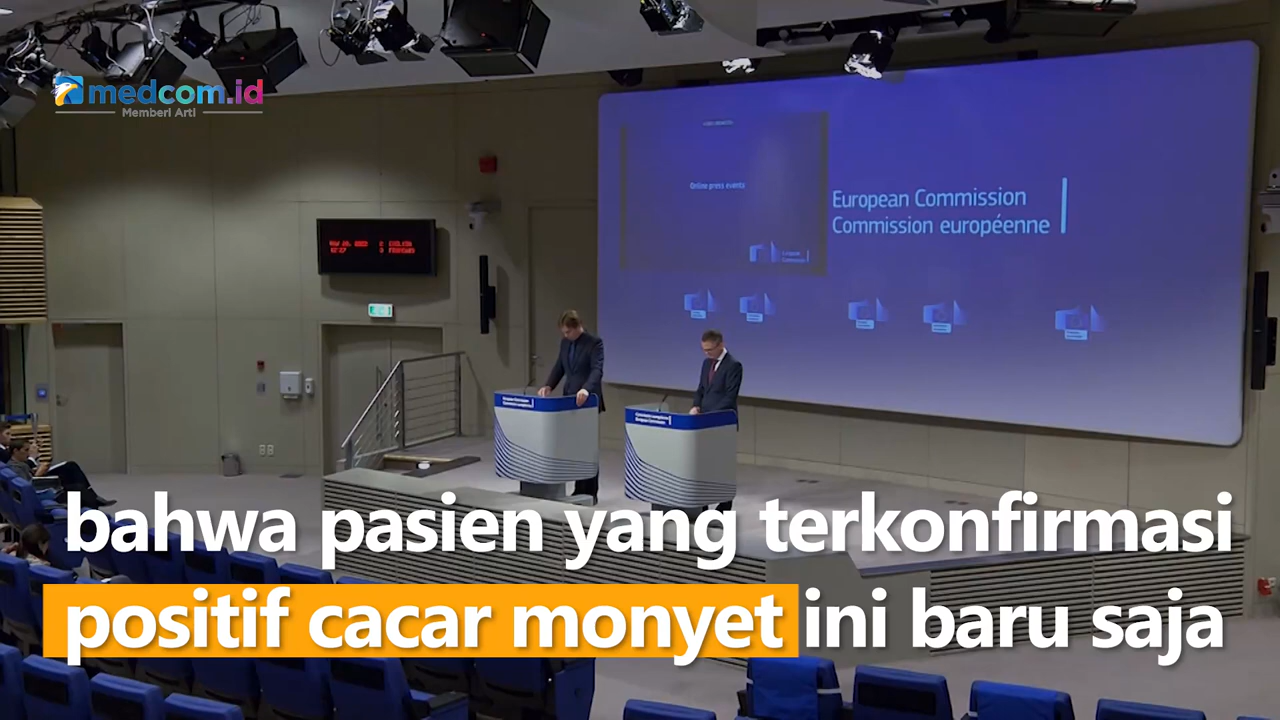 medcom.id
Memberi Arti
Online press events
European Commission
Commission européenne
bahwa pasien yang terkonfirmasi
positif cacar monyet ini baru saja